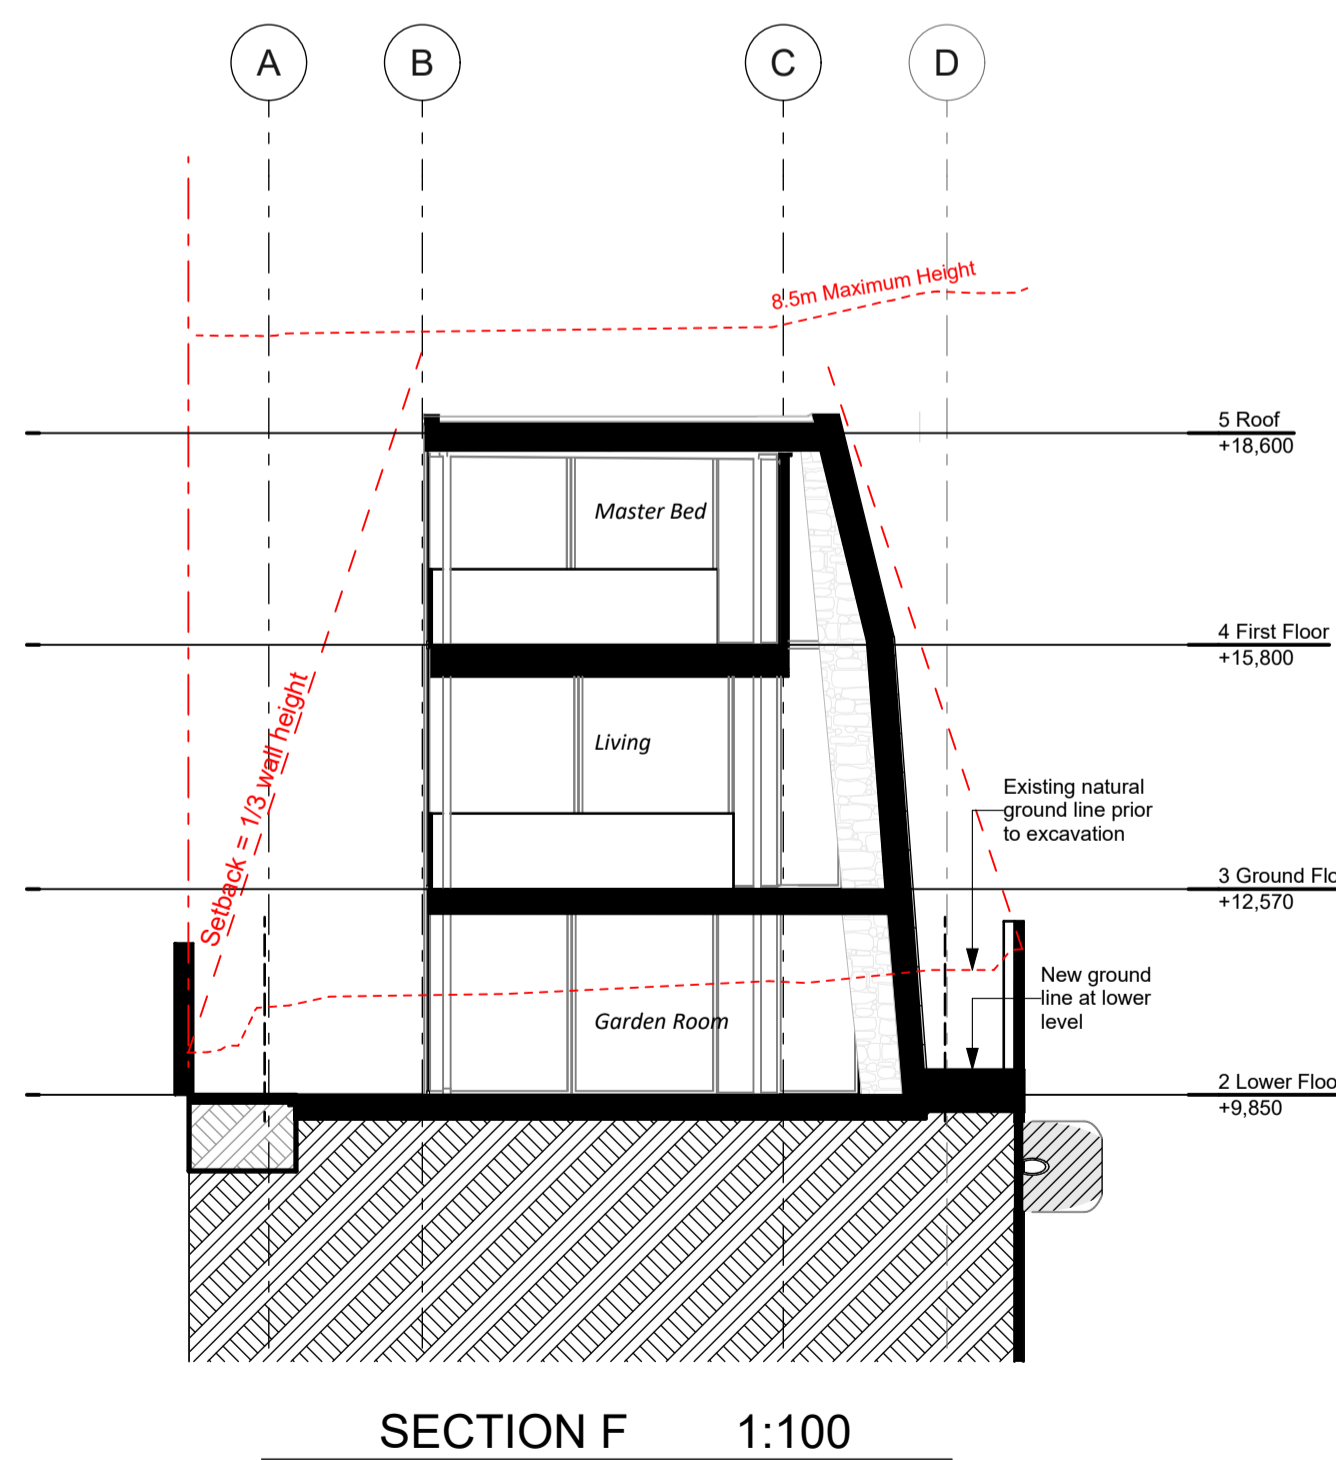 A
B
C
D
8.5m Maximum Height
5 Roof
+18,600
Master Bed
4 First Floor
+15,800
Setback = 1/3 wall height
Living
Existing natural
ground line prior
to excavation
3 Ground Flo
+12,570
New ground
line at lower
level
Garden Room
2 Lower Floo
+9,850
SECTION F 1:100